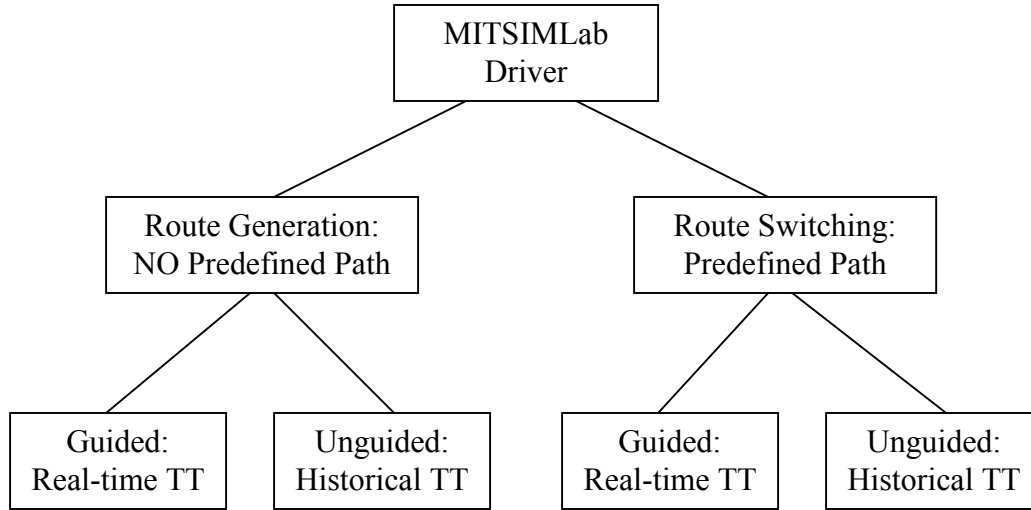 MITSIMLab
Driver
Route Generation:
NO Predefined Path
Route Switching:
Predefined Path
Guided:
Real-time TT
Unguided:
Historical TT
Guided:
Real-time TT
Unguided:
Historical TT